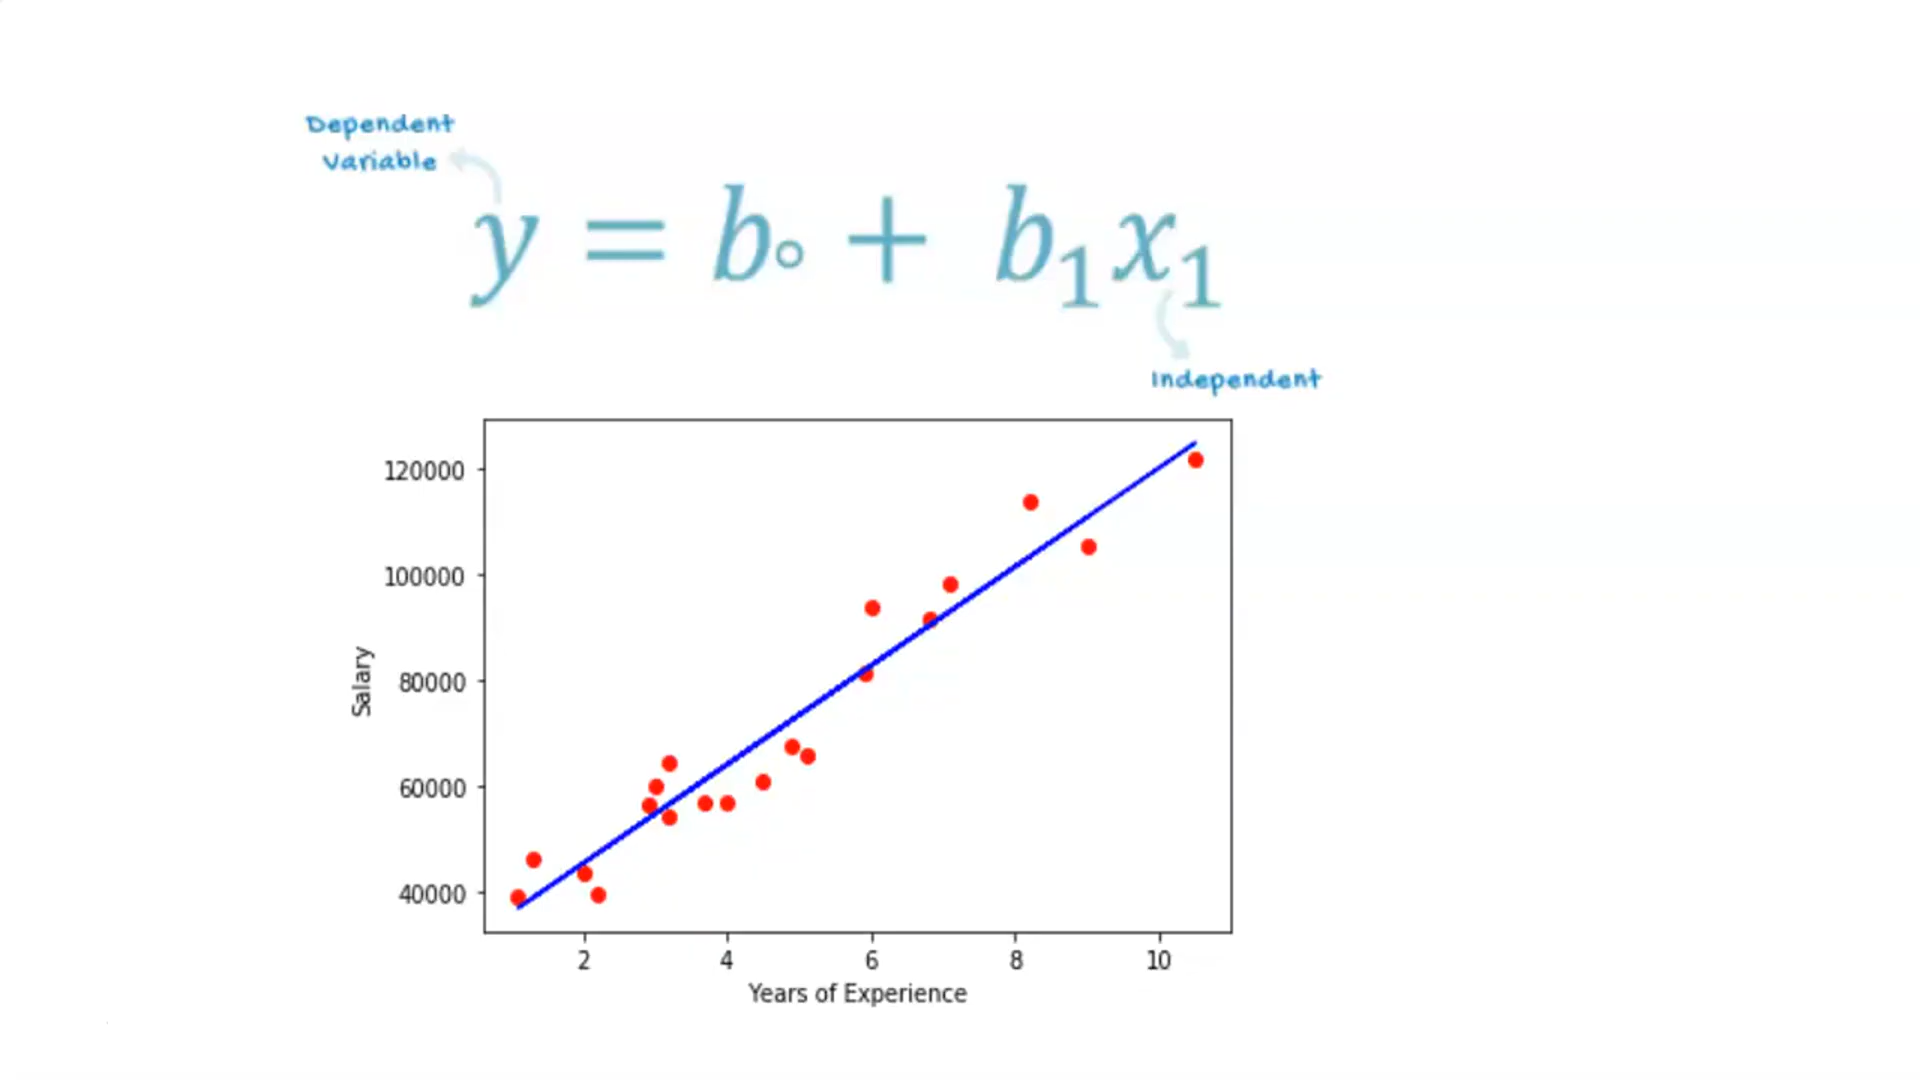 Dependent
Variable
y = b₀ + b₁x₁
Independent
120000
100000
80000
60000
40000
Salary
2 4 6 8 10
Years of Experience